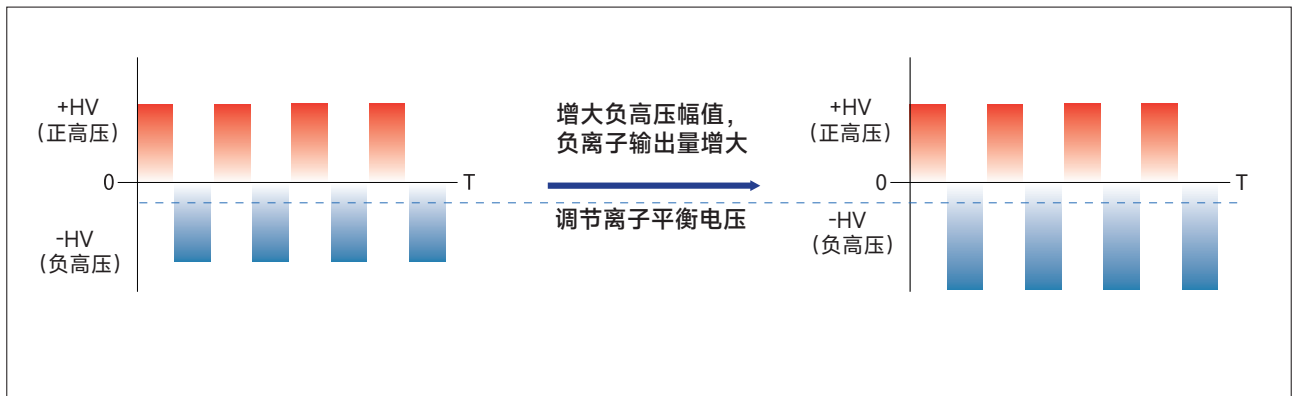 +HV
（正高压）
0
T
-HV
（负高压）
增大负高压幅值，
负离子输出量增大
调节离子平衡电压
+HV
（正高压）
0
T
-HV
（负高压）